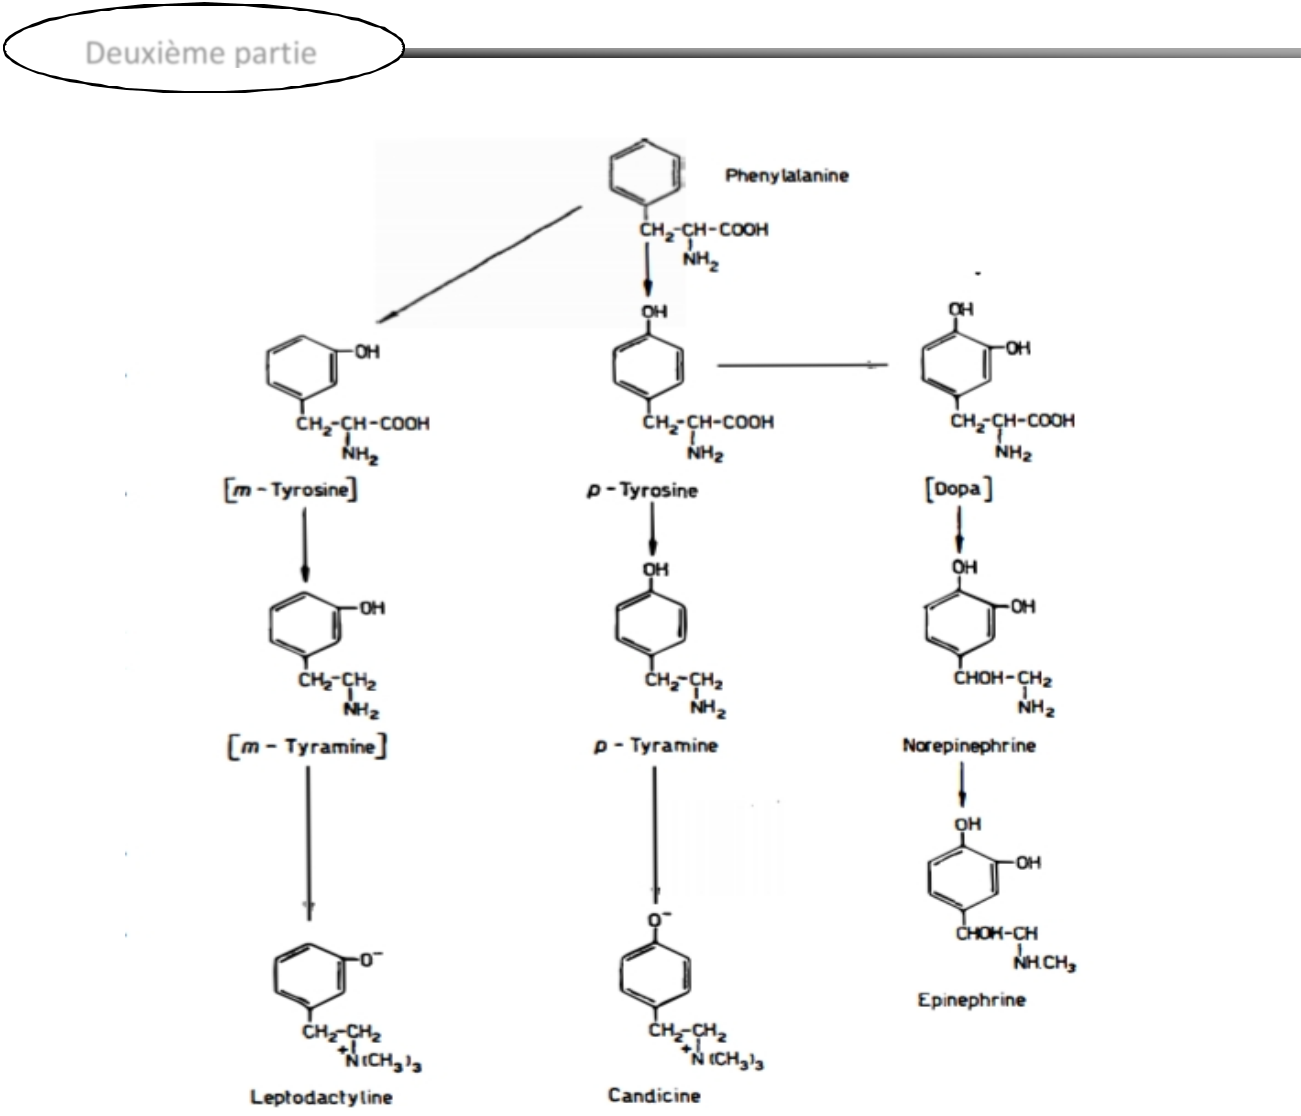 Deuxième partie
Phenylalanine
CH2-CH-COOH
NH2
OH
OH
OH
OH
CH2-CH-COOH
NH2
CH2-CH-COOH
NH2
CH2-CH-COOH
NH2
[m - Tyrosine]
p - Tyrosine
[Dopa]
OH
OH
OH
OH
CH2-CH2
NH2
CH2-CH2
NH2
CHOH-CH2
NH2
[m - Tyramine]
p - Tyramine
Norepinephrine
OH
OH
CHOH-CH
NH.CH3
Epinephrine
O-
O-
CH2-CH2
+N(CH3)3
CH2-CH2
+N(CH3)3
Leptodactyline
Candicine